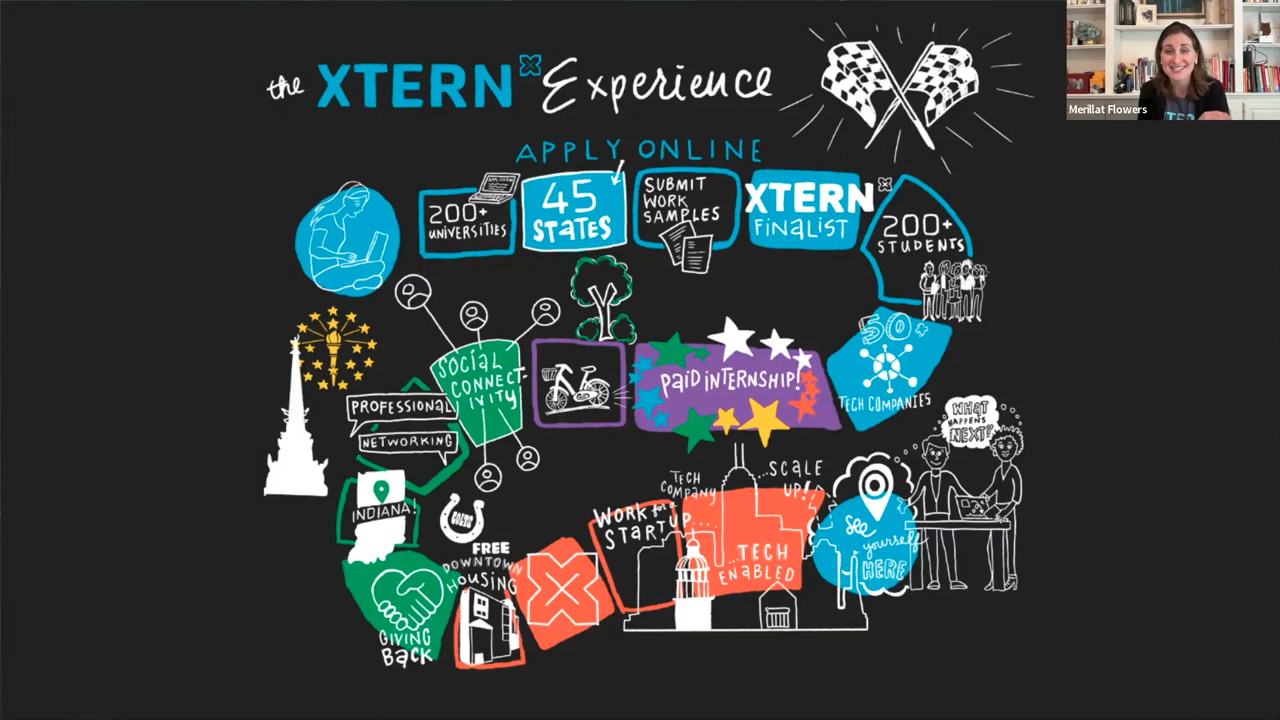 the XTERN Experience
Merillat Flowers
APPLY ONLINE
200+
UNIVERSITIES
APPLICATION
45
STATES
SUBMIT
WORK
SAMPLES
XTERN
FINALIST
200+
STUDENTS
50+
TECH COMPANIES
PAID INTERNSHIP!
SOCIAL
CONNECT-
IVITY
PROFESSIONAL
NETWORKING
INDIANA!
COLTS
GIVING
BACK
FREE
DOWNTOWN
HOUSING
WORK for a
STARTUP....
TECH
COMPANY
...SCALE
UP!
...TECH
ENABLED
See
yourself
HERE
WHAT
HAPPENS
NEXT?